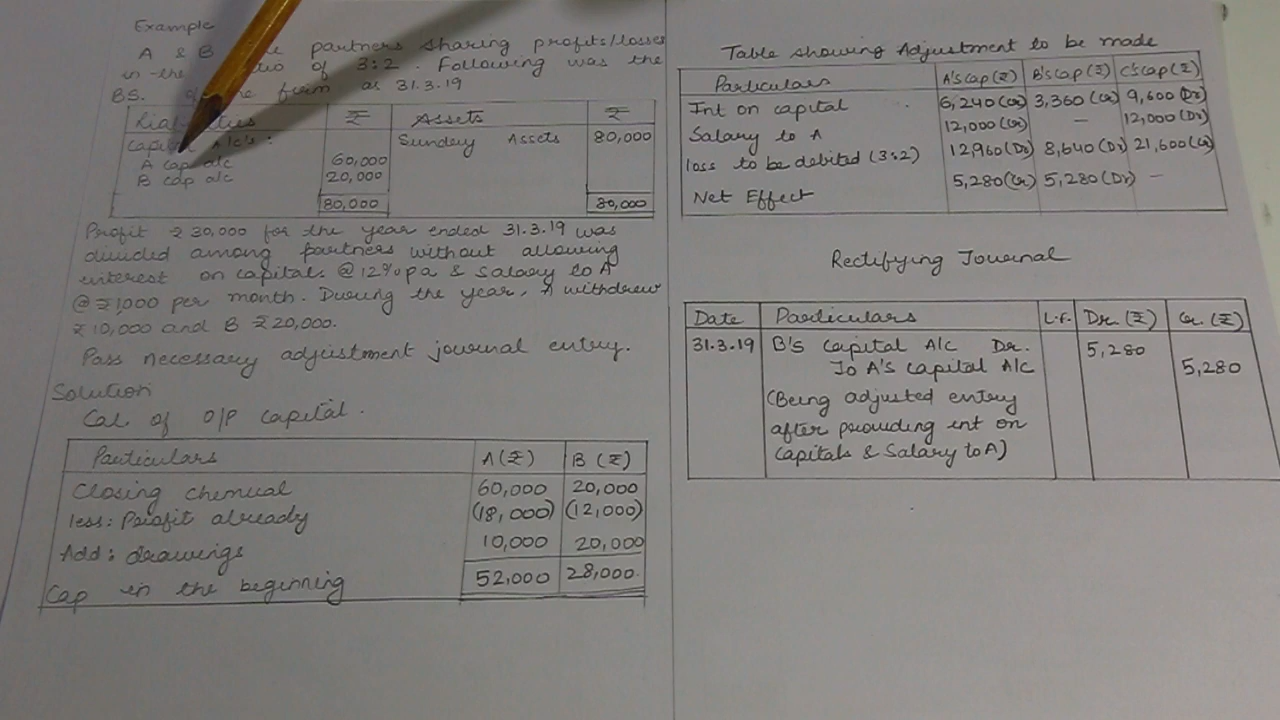 Example
A & B partners sharing profits/losses
in the of 3:2. Following was the
BS. firm as 31.3.19
Liabilities ₹ Assets ₹
Capital A/c's: Sundry Assets 80,000
A cap a/c 60,000
B cap a/c 20,000
80,000 80,000
Profit ₹ 30,000 for the year ended 31.3.19 was
divided among partners without allowing
interest on capitals @ 12% pa & salary to A
@ ₹ 1,000 per month. During the year, A withdrew
₹ 10,000 and B ₹ 20,000.
Pass necessary adjustment journal entry.
Solution
Cal of O/P capital.
Particulars A (₹) B (₹)
Closing chemical 60,000 20,000
less: Profit already (18,000) (12,000)
Add: drawings 10,000 20,000
Cap in the beginning 52,000 28,000
Table showing Adjustment to be made
Particulars A's Cap (₹) B's Cap (₹) C's Cap (₹)
Int on capital 6,240 (Cr) 3,360 (Cr) 9,600 (Dr)
Salary to A 12,000 (Cr) – 12,000 (Dr)
loss to be debited (3:2) 12,960 (Dr) 8,640 (Dr) 21,600 (Cr)
Net Effect 5,280 (Cr) 5,280 (Dr) –
Rectifying Journal
Date Particulars L.f. Dr. (₹) Cr. (₹)
31.3.19 B's capital A/c Dr. 5,280
To A's capital A/c 5,280
(Being adjusted entry
after providing int on
capitals & Salary to A)